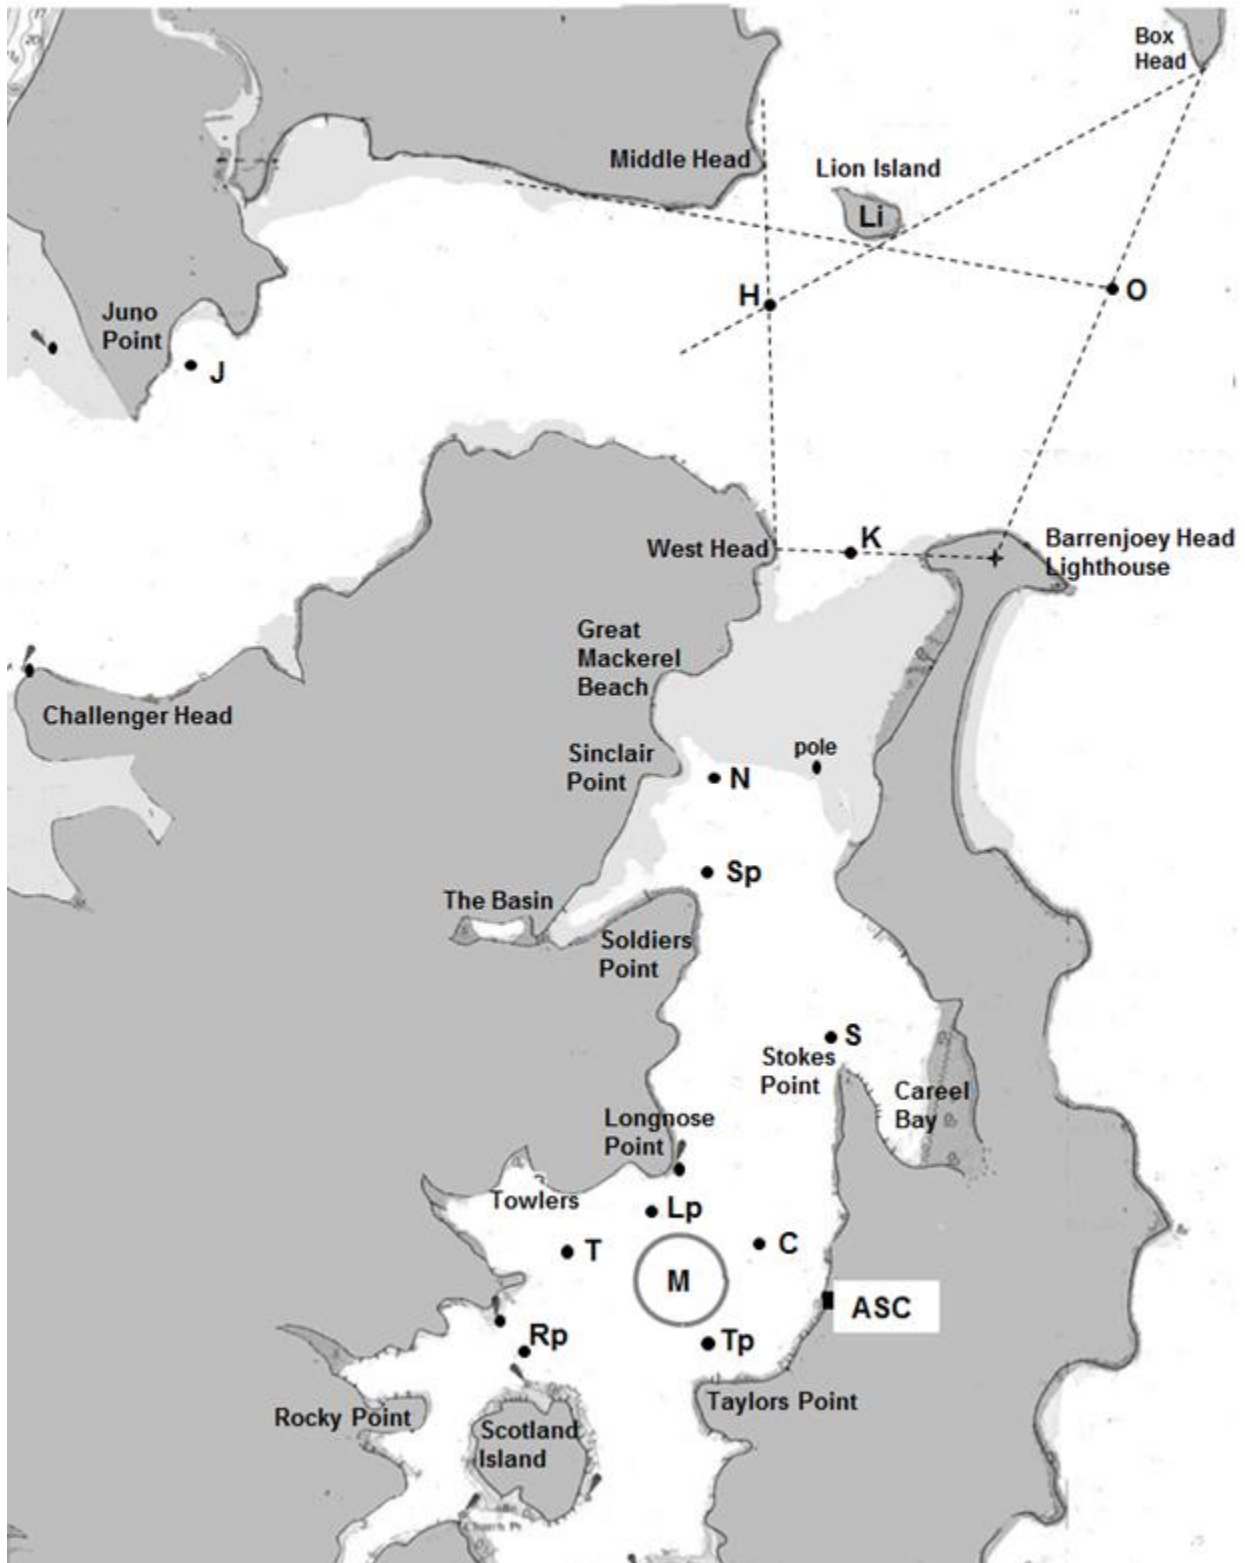 Box
Head
Middle Head
Lion Island
Li
H
O
Juno
Point
J
K
West Head
Barrenjoey Head
Lighthouse
Great
Mackerel
Beach
Challenger Head
Sinclair
Point
pole
N
Sp
The Basin
Soldiers
Point
S
Stokes
Point
Careel
Bay
Longnose
Point
Towlers
Lp
T
C
M
ASC
Rp
Tp
Taylors Point
Rocky Point
Scotland
Island
Church Pt